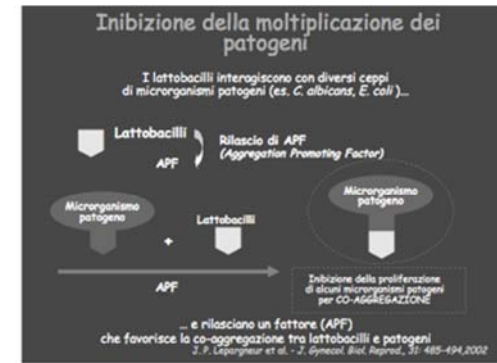 Inibizione della moltiplicazione dei
patogeni
I lattobacilli interagiscono con diversi ceppi
di microrganismi patogeni (es. C. albicans, E. coli)...
Lattobacilli
APF
Rilascio di APF
(Aggregation Promoting Factor)
Microrganismo
patogeno
+
Lattobacilli
Microrganismo
patogeno
APF
Inibizione della proliferazione
di alcuni microrganismi patogeni
per CO-AGGREGAZIONE
... e rilasciano un fattore (APF)
che favorisce la co-aggregazione tra lattobacilli e patogeni
J. P. Lepargneur et al. - J. Gynecol. Biol. Reprod., 31: 485-494,2002